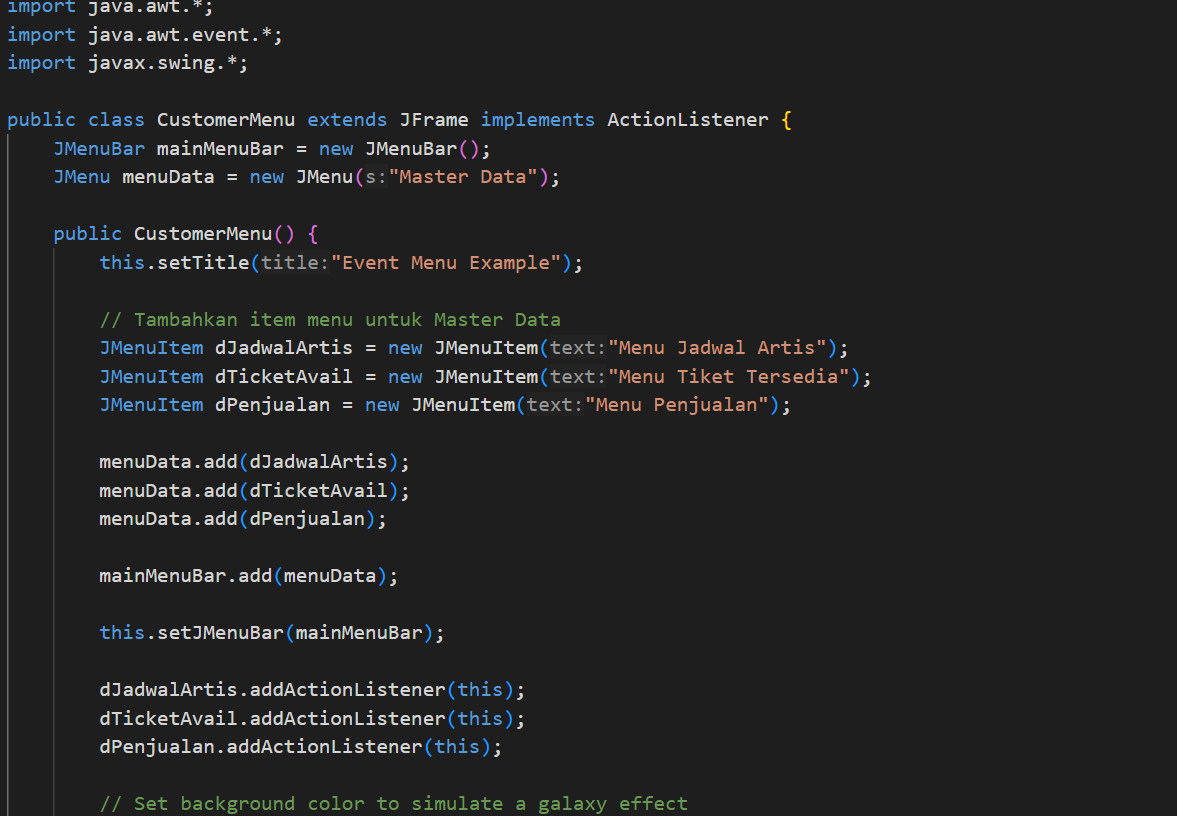 import java.awt.*;
import java.awt.event.*;
import javax.swing.*;
public class CustomerMenu extends JFrame implements ActionListener {
JMenuBar mainMenuBar = new JMenuBar();
JMenu menuData = new JMenu(s:"Master Data");
public CustomerMenu() {
this.setTitle(title:"Event Menu Example");
// Tambahkan item menu untuk Master Data
JMenuItem dJadwalArtis = new JMenuItem(text:"Menu Jadwal Artis");
JMenuItem dTicketAvail = new JMenuItem(text:"Menu Tiket Tersedia");
JMenuItem dPenjualan = new JMenuItem(text:"Menu Penjualan");
menuData.add(dJadwalArtis);
menuData.add(dTicketAvail);
menuData.add(dPenjualan);
mainMenuBar.add(menuData);
this.setJMenuBar(mainMenuBar);
dJadwalArtis.addActionListener(this);
dTicketAvail.addActionListener(this);
dPenjualan.addActionListener(this);
// Set background color to simulate a galaxy effect